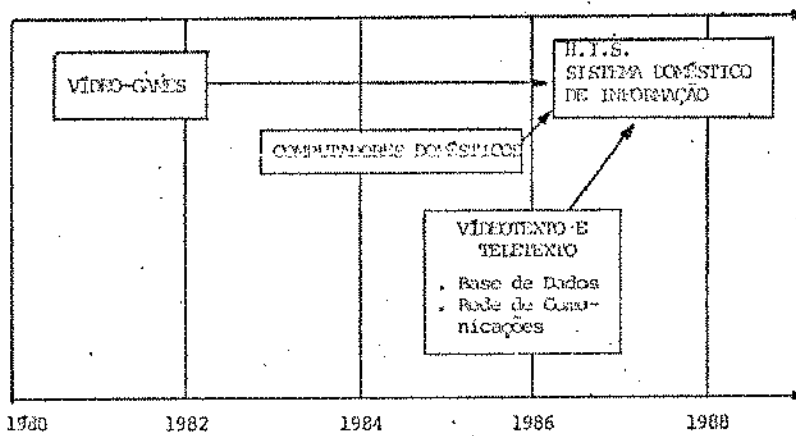 VÍDEO-GAMES
H.I.S.
SISTEMA DOMÉSTICO
DE INFORMAÇÃO
COMPUTADORES DOMÉSTICOS
VÍDEOTEXTO E
TELETEXTO
. Base de Dados
. Rede de Comu-
nicações
1980 1982 1984 1986 1988